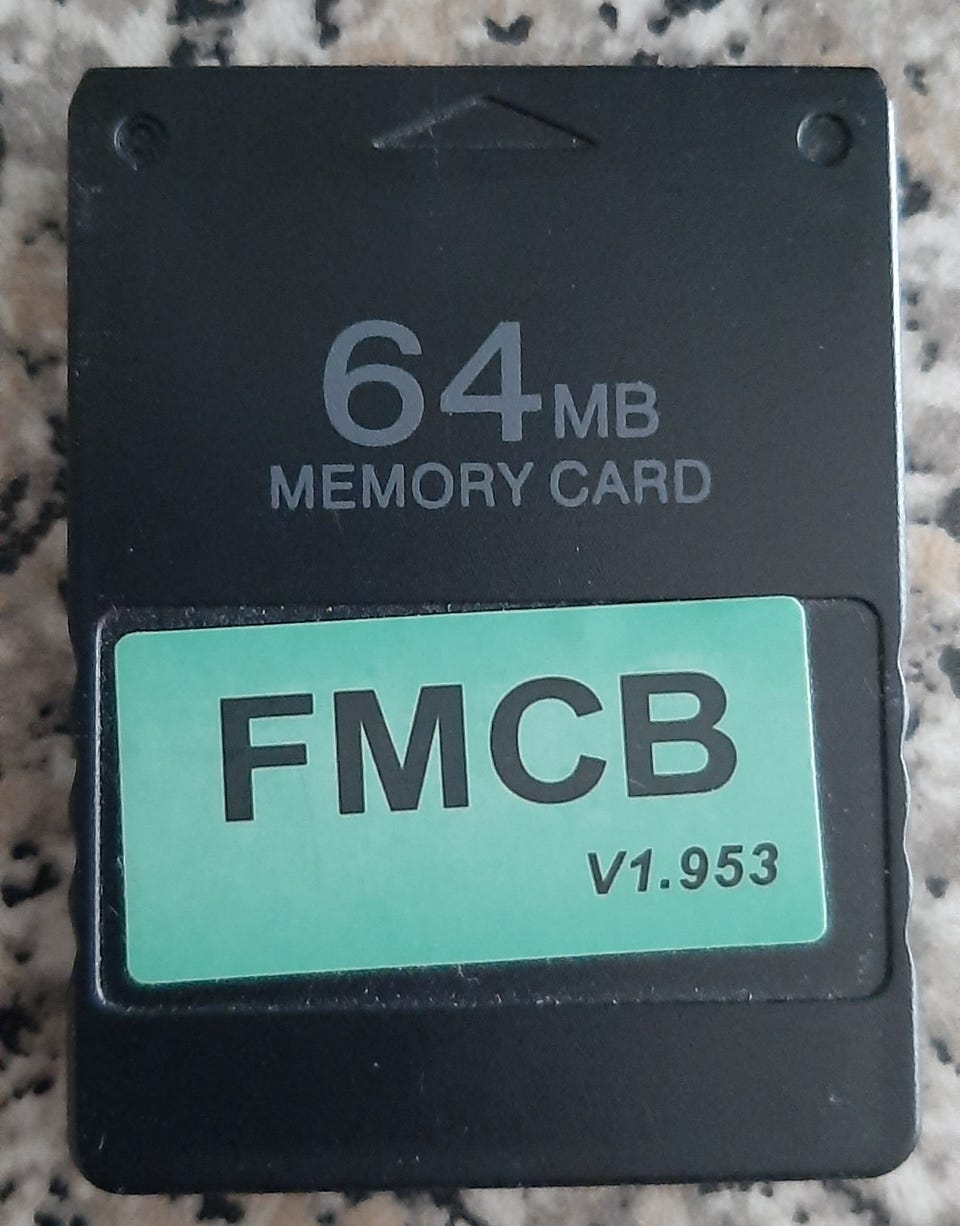 64MB
MEMORY CARD
FMCB
V1.953